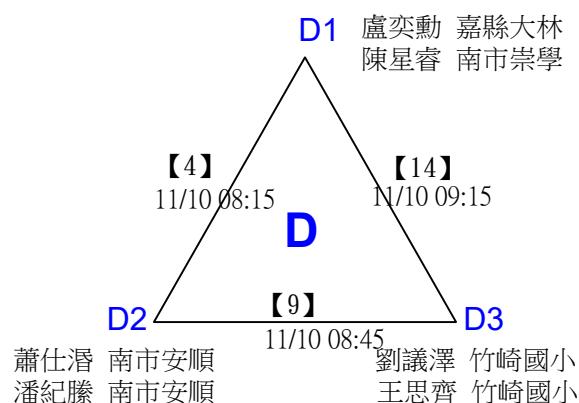 D1 盧奕勳 嘉縣大林
陳星睿 南市崇學
【4】
11/10 08:15
【14】
11/10 09:15
D
D2
【9】
11/10 08:45
D3
蕭仕湣 南市安順
潘紀縢 南市安順
劉議澤 竹崎國小
王思齊 竹崎國小